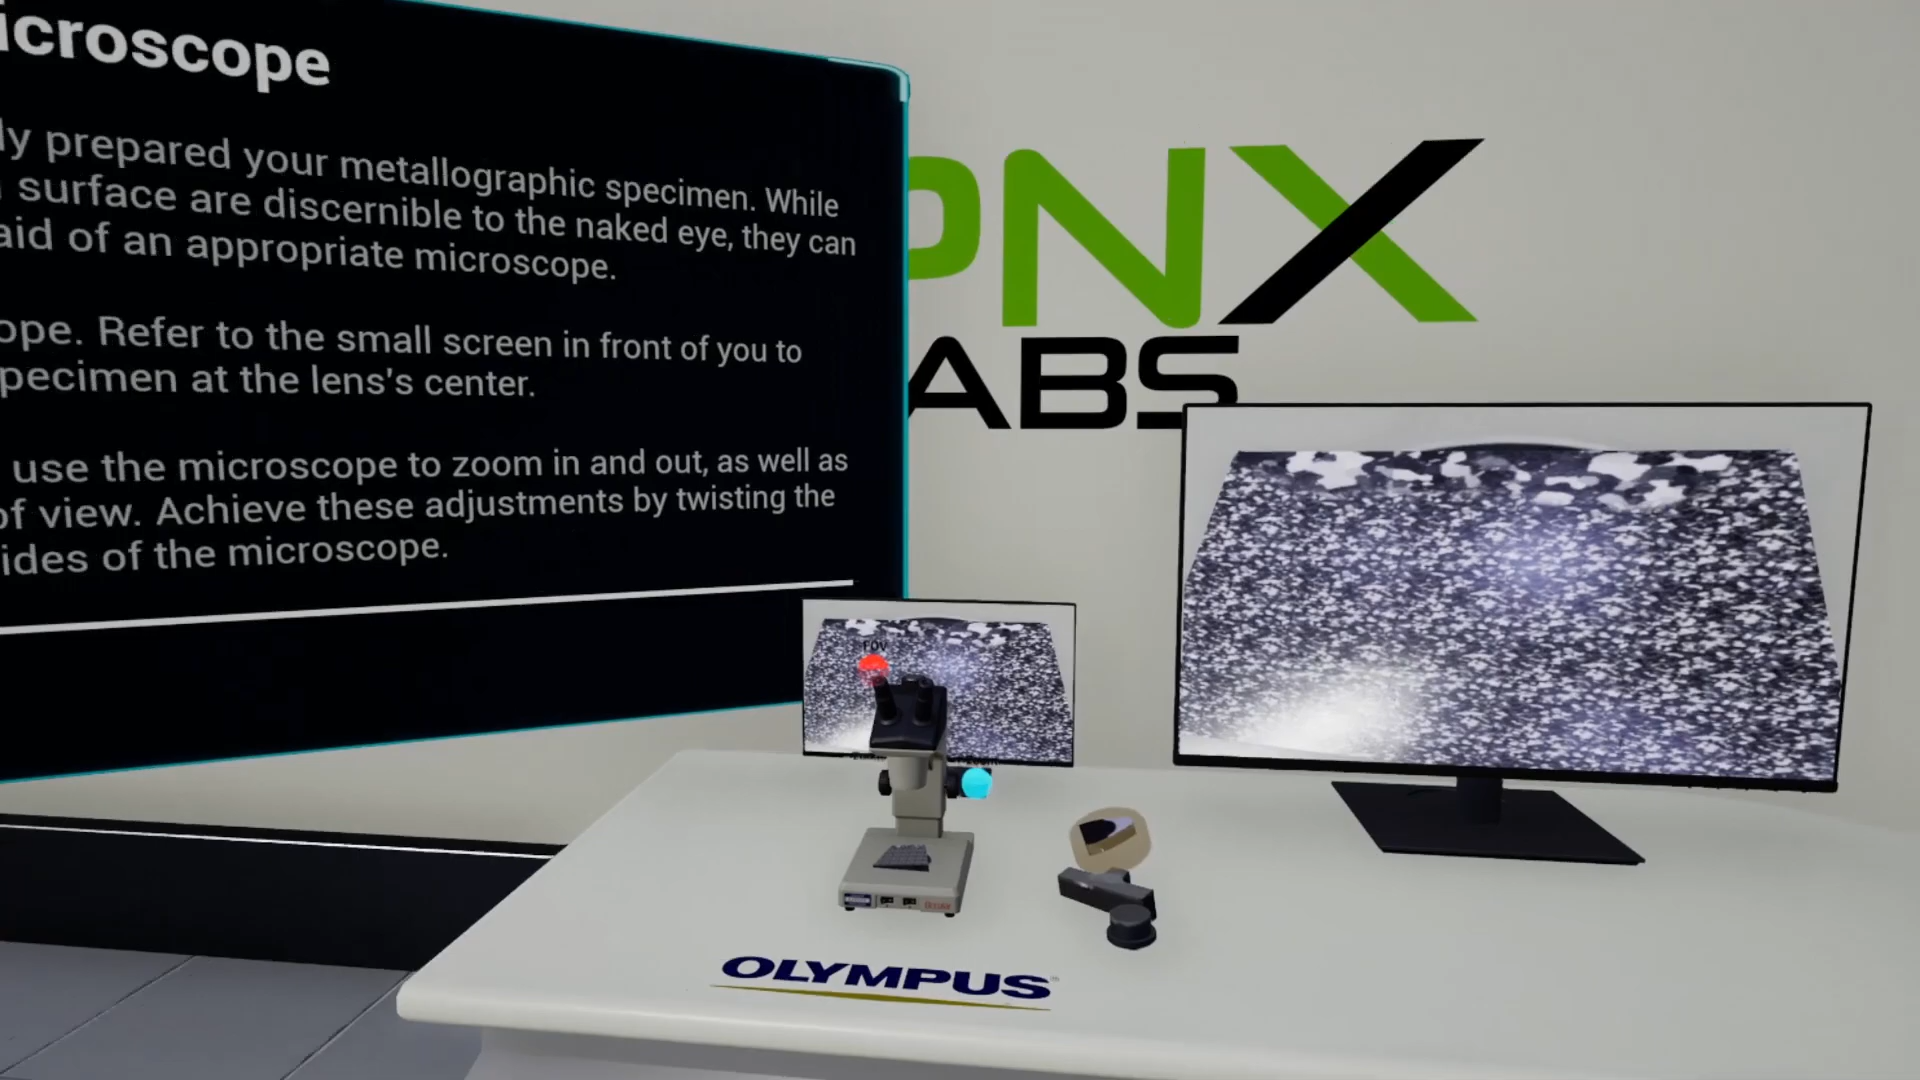 icroscope
ly prepared your metallographic specimen. While
surface are discernible to the naked eye, they can
aid of an appropriate microscope.
ope. Refer to the small screen in front of you to
pecimen at the lens's center.
use the microscope to zoom in and out, as well as
of view. Achieve these adjustments by twisting the
ides of the microscope.
PNX
ABS
FOV
OLYMPUS